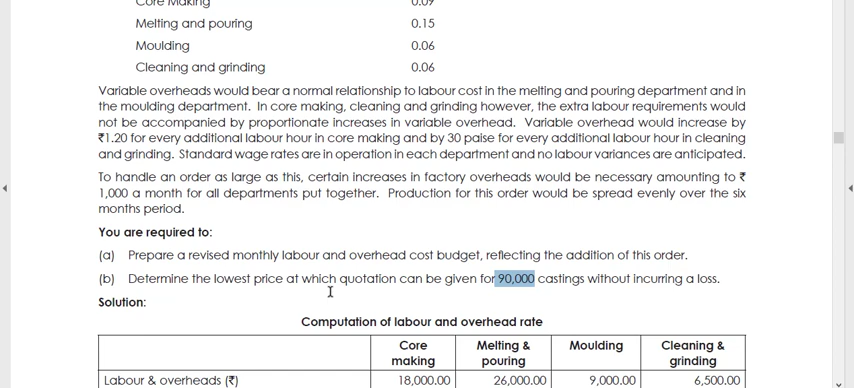 Core Making 0.09
Melting and pouring 0.15
Moulding 0.06
Cleaning and grinding 0.06
Variable overheads would bear a normal relationship to labour cost in the melting and pouring department and in
the moulding department. In core making, cleaning and grinding however, the extra labour requirements would
not be accompanied by proportionate increases in variable overhead. Variable overhead would increase by
₹1.20 for every additional labour hour in core making and by 30 paise for every additional labour hour in cleaning
and grinding. Standard wage rates are in operation in each department and no labour variances are anticipated.
To handle an order as large as this, certain increases in factory overheads would be necessary amounting to ₹
1,000 a month for all departments put together. Production for this order would be spread evenly over the six
months period.
You are required to:
(a) Prepare a revised monthly labour and overhead cost budget, reflecting the addition of this order.
(b) Determine the lowest price at which quotation can be given for 90,000 castings without incurring a loss.
Solution:
Computation of labour and overhead rate
Core making Melting & pouring Moulding Cleaning & grinding
Labour & overheads (₹) 18,000.00 26,000.00 9,000.00 6,500.00